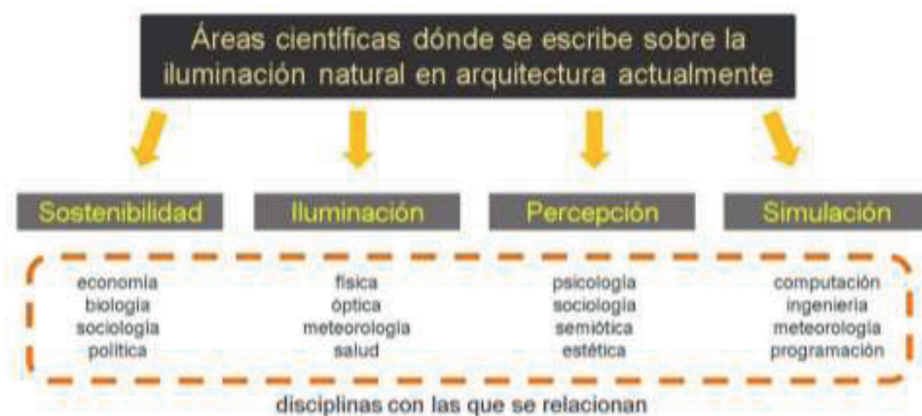 Áreas científicas dónde se escribe sobre la
iluminación natural en arquitectura actualmente
Sostenibilidad
Iluminación
Percepción
Simulación
economía
biología
sociología
política
física
óptica
meteorología
salud
psicología
sociología
semiótica
estética
computación
ingeniería
meteorología
programación
disciplinas con las que se relacionan